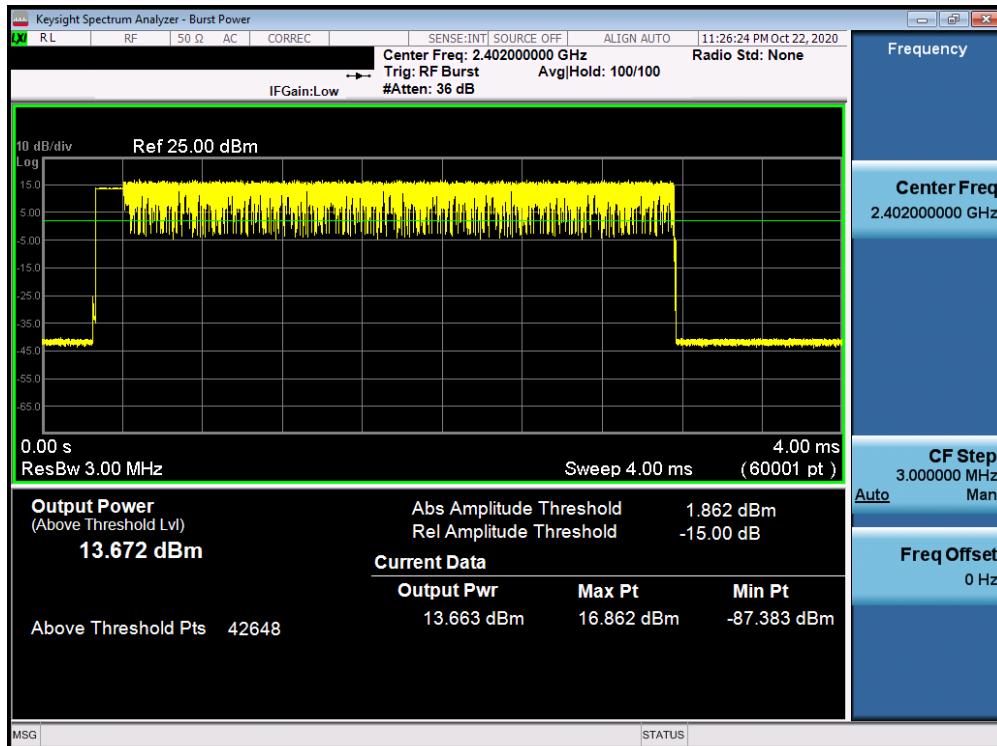 Keysight Spectrum Analyzer - Burst Power
LXI RL RF 50 Ω AC CORREC SENSE:INT SOURCE OFF ALIGN AUTO 11:26:24 PM Oct 22, 2020
Center Freq: 2.402000000 GHz Radio Std: None
Trig: RF Burst Avg|Hold: 100/100
IFGain:Low #Atten: 36 dB
Frequency
10 dB/div Ref 25.00 dBm
Log
15.0
5.00
-5.00
-15.0
-25.0
-35.0
-45.0
-55.0
-65.0
0.00 s 4.00 ms
ResBw 3.00 MHz Sweep 4.00 ms (60001 pt )
Center Freq
2.402000000 GHz
CF Step
3.000000 MHz
Auto Man
Freq Offset
0 Hz
Output Power
(Above Threshold Lvl)
13.672 dBm
Above Threshold Pts 42648
Abs Amplitude Threshold 1.862 dBm
Rel Amplitude Threshold -15.00 dB
Current Data
Output Pwr Max Pt Min Pt
13.663 dBm 16.862 dBm -87.383 dBm
MSG STATUS